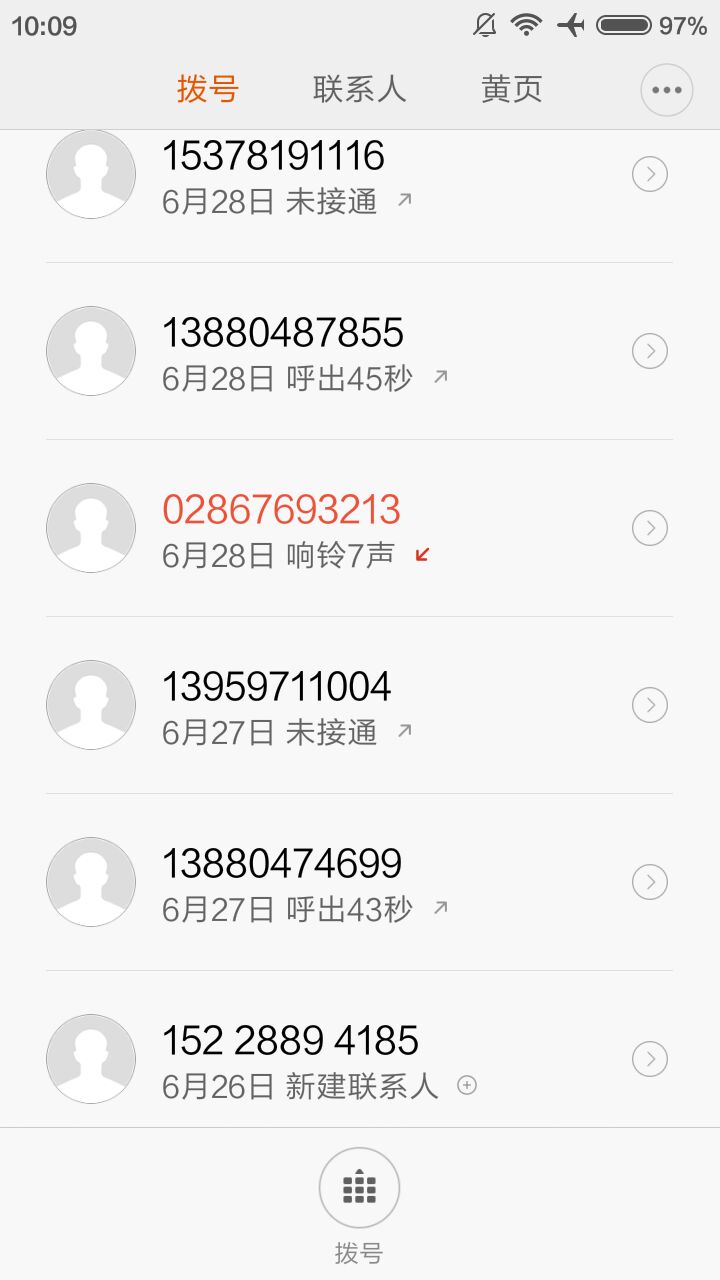 10:09 97%
拨号 联系人 黄页
15378191116
6月28日 未接通
13880487855
6月28日 呼出45秒
02867693213
6月28日 响铃7声
13959711004
6月27日 未接通
13880474699
6月27日 呼出43秒
152 2889 4185
6月26日 新建联系人
拨号